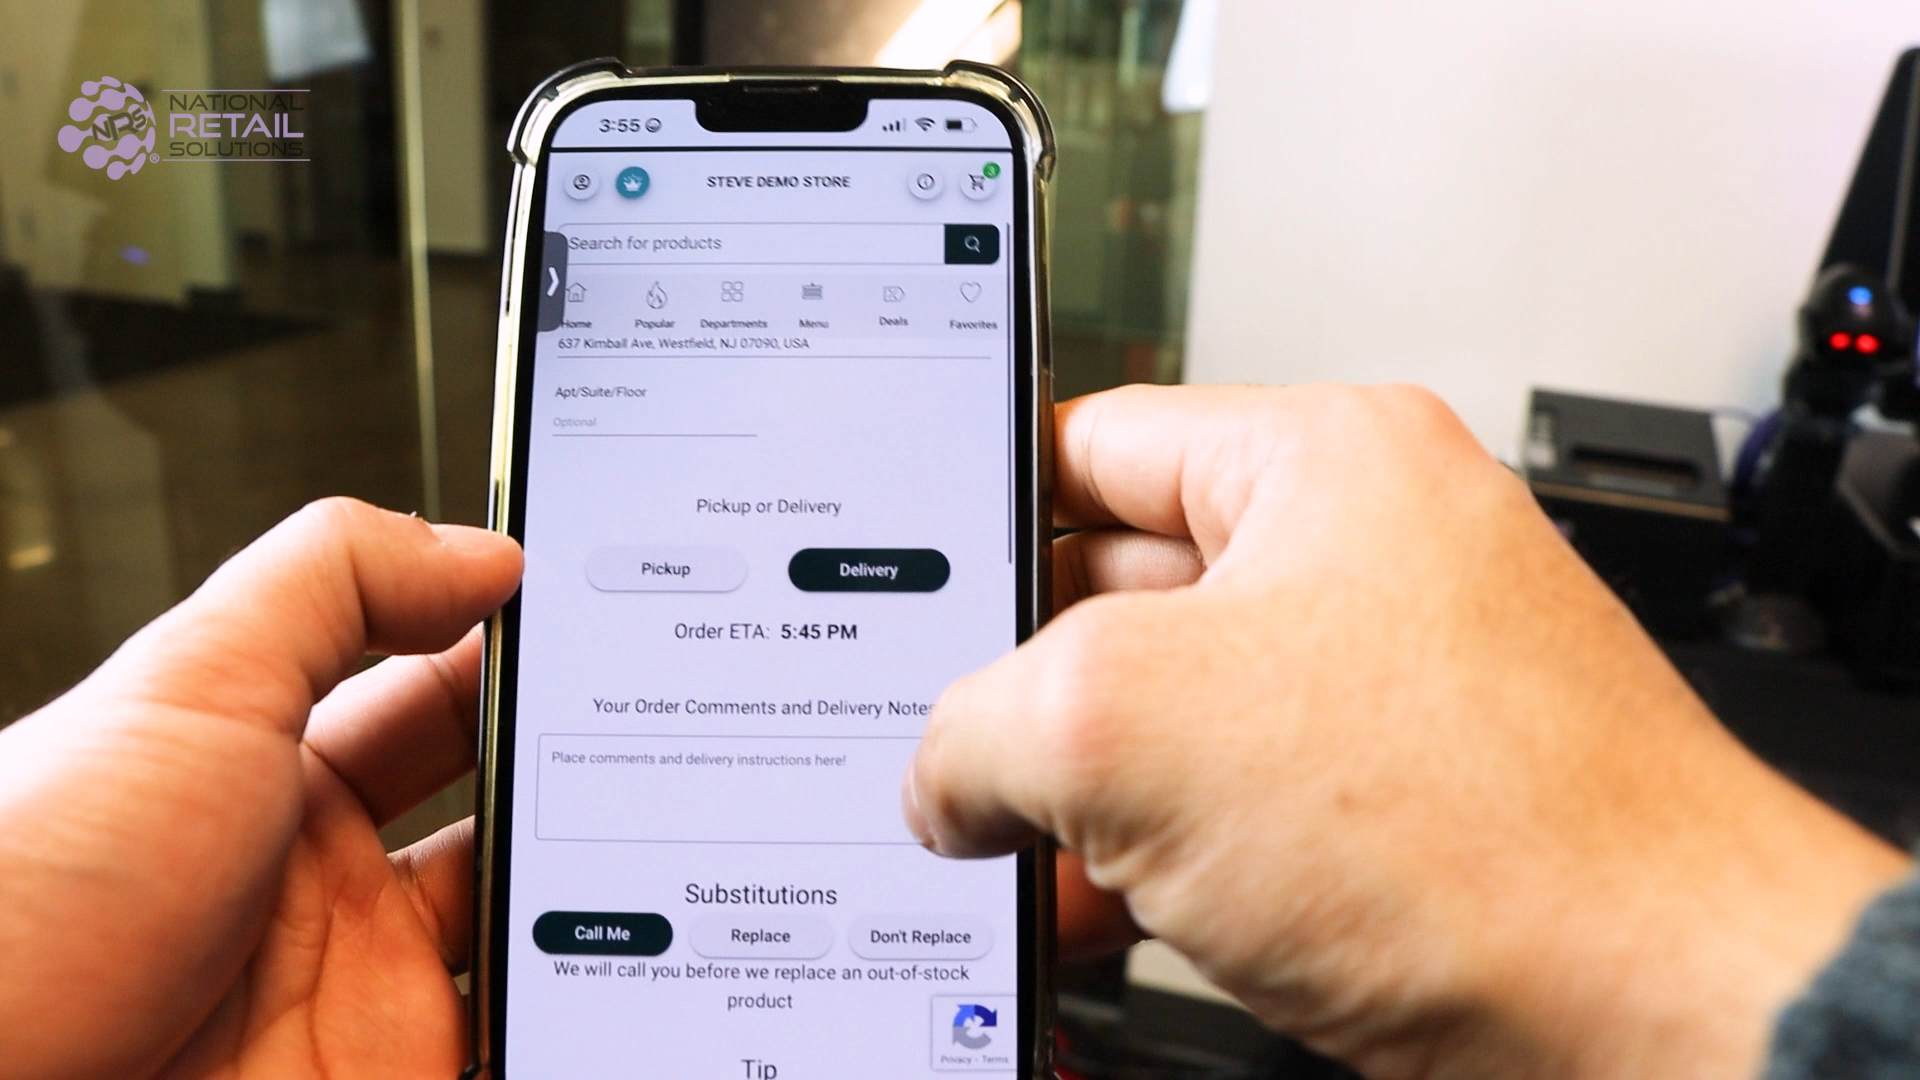 NRS
NATIONAL
RETAIL
SOLUTIONS
®
3:55
STEVE DEMO STORE
3
Search for products
Home
Popular
Departments
Menu
Deals
Favorites
637 Kimball Ave, Westfield, NJ 07090, USA
Apt/Suite/Floor
Optional
Pickup or Delivery
Pickup
Delivery
Order ETA: 5:45 PM
Your Order Comments and Delivery Notes
Place comments and delivery instructions here!
Substitutions
Call Me
Replace
Don't Replace
We will call you before we replace an out-of-stock
product
Privacy - Terms
Tip